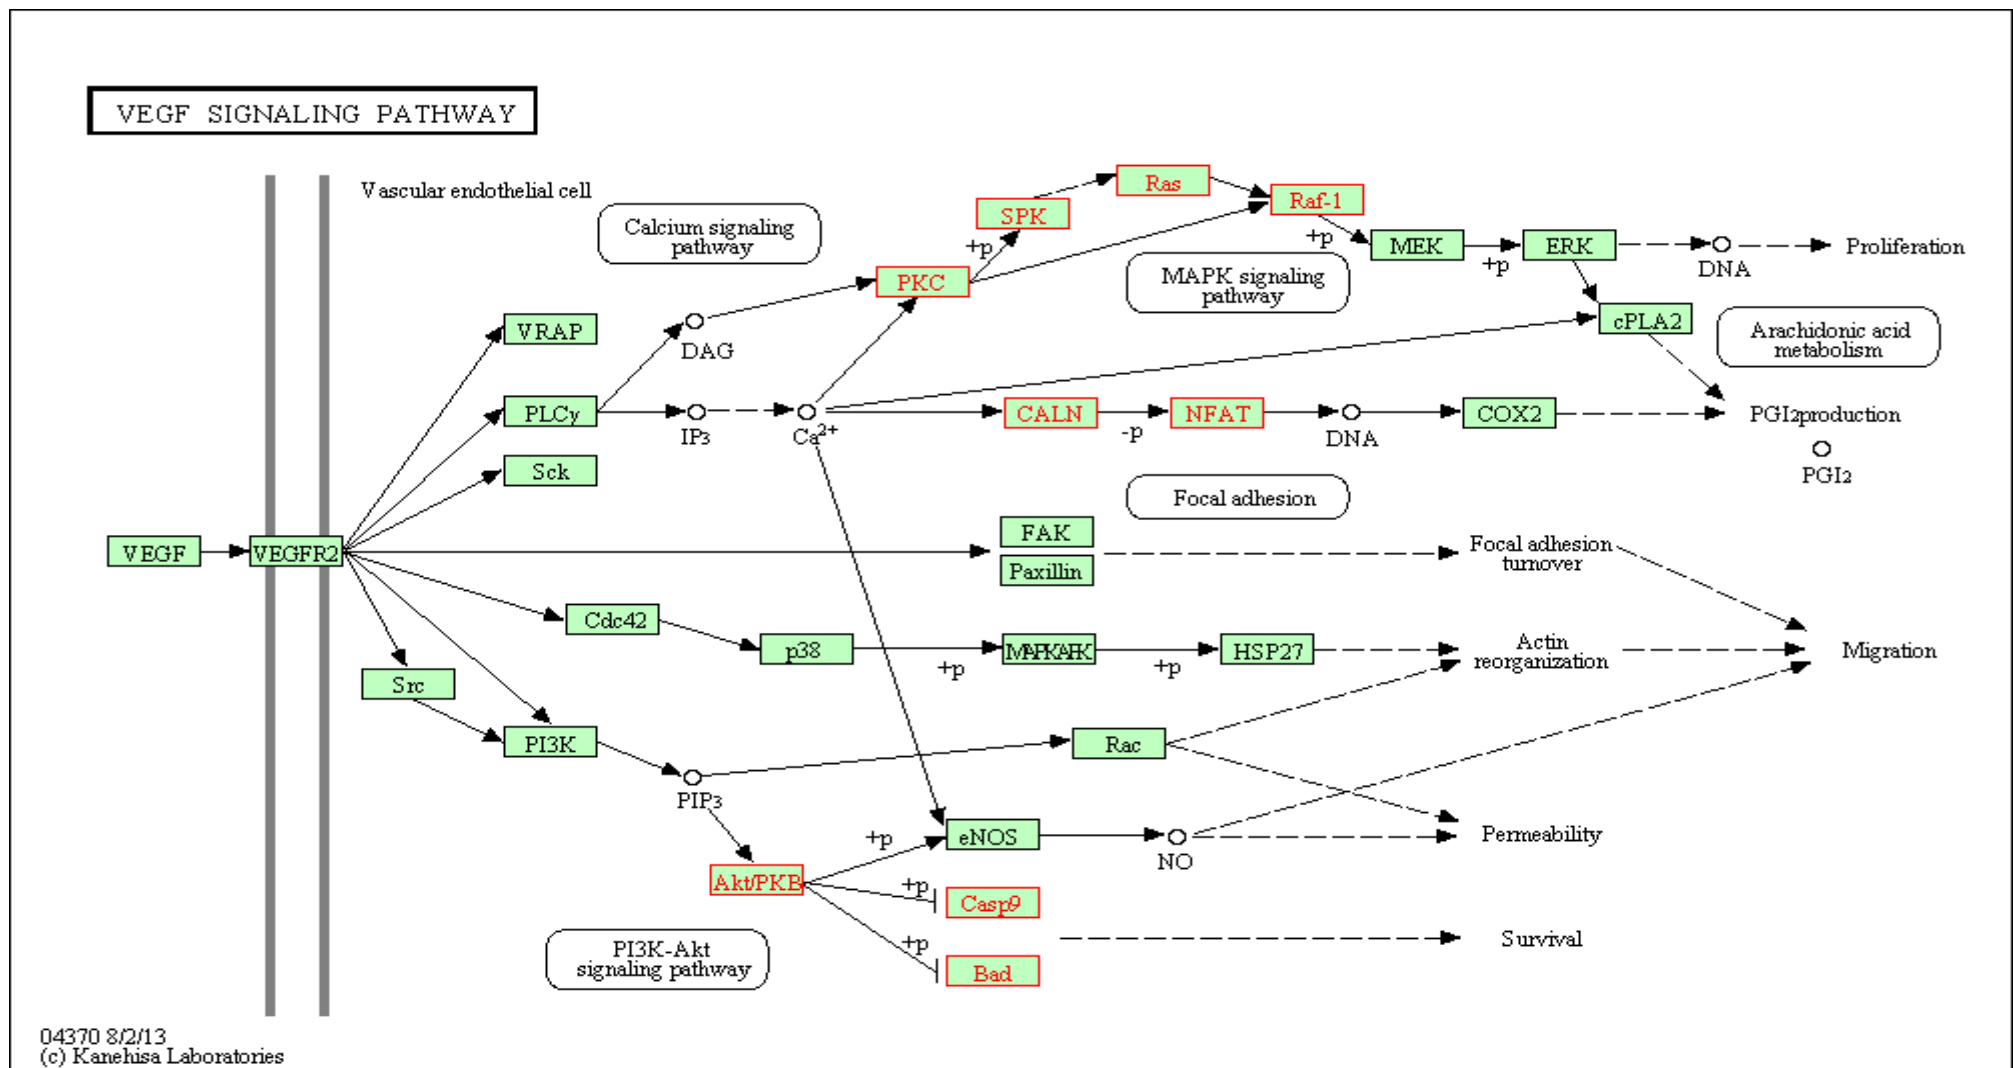 VEGF SIGNALING PATHWAY
Vascular endothelial cell
Calcium signaling
pathway
Ras
SPK
Raf-1
+p
+p
MEK
+p
ERK
DNA
Proliferation
PKC
MAPK signaling
pathway
VRAP
DAG
cPLA2
Arachidonic acid
metabolism
PLCγ
IP3
Ca2+
CALN
-p
NFAT
DNA
COX2
PGI2production
PGI2
Sck
Focal adhesion
VEGF
VEGFR2
FAK
Paxillin
Focal adhesion
turnover
Cdc42
p38
+p
MAPKAPK
+p
HSP27
Actin
reorganization
Migration
Src
PI3K
PIP3
Rac
+p
eNOS
NO
Permeability
Akt/PKB
+p
Casp9
+p
Bad
Survival
PI3K-Akt
signaling pathway
04370 8/2/13
(c) Kanehisa Laboratories